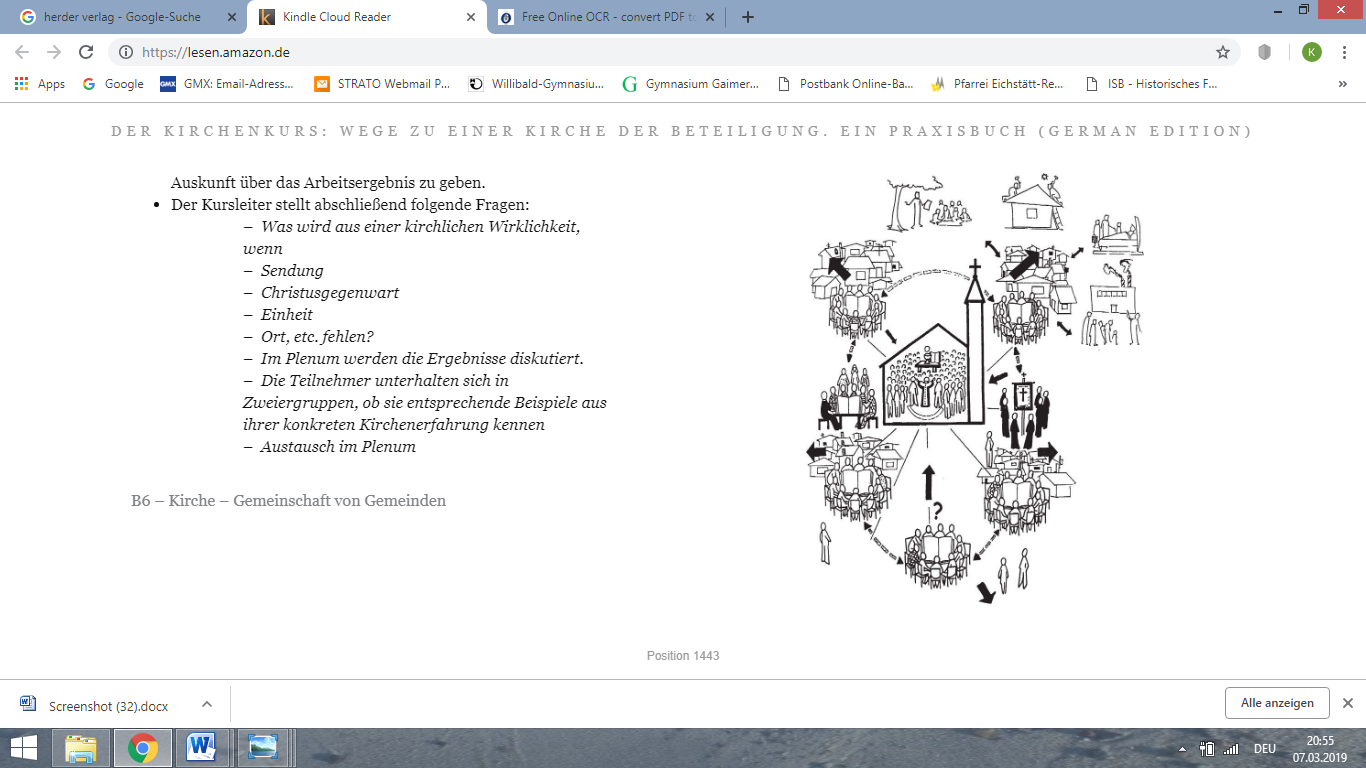 herder verlag - Google-Suche
Kindle Cloud Reader
Free Online OCR - convert PDF to
https://lesen.amazon.de
K
Apps
Google
GMX
GMX: Email-Adress...
STRATO Webmail P...
Willibald-Gymnasiu...
G
Gymnasium Gaimer...
Postbank Online-Ba...
Pfarrei Eichstätt-Re...
ISB - Historisches F...
»
DER KIRCHENKURS: WEGE ZU EINER KIRCHE DER BETEILIGUNG. EIN PRAXISBUCH (GERMAN EDITION)
Auskunft über das Arbeitsergebnis zu geben.
• Der Kursleiter stellt abschließend folgende Fragen:
– Was wird aus einer kirchlichen Wirklichkeit,
wenn
– Sendung
– Christusgegenwart
– Einheit
– Ort, etc. fehlen?
– Im Plenum werden die Ergebnisse diskutiert.
– Die Teilnehmer unterhalten sich in
Zweiergruppen, ob sie entsprechende Beispiele aus
ihrer konkreten Kirchenerfahrung kennen
– Austausch im Plenum
B6 – Kirche – Gemeinschaft von Gemeinden
?
Position 1443
Screenshot (32).docx
Alle anzeigen
DEU
20:55
07.03.2019